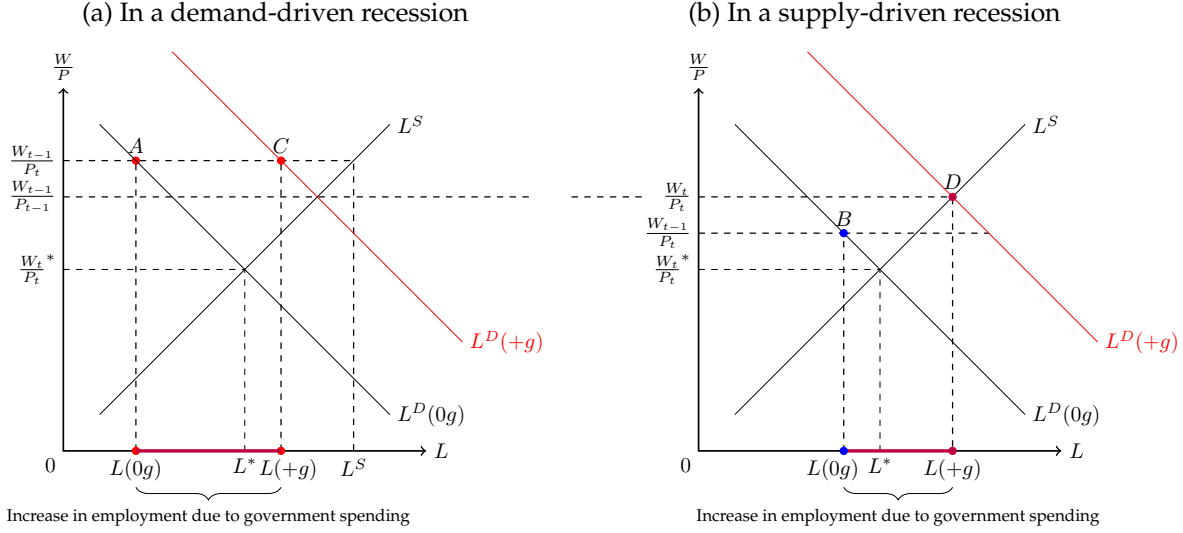 (a) In a demand-driven recession
W/P
A
C
L^S
W_{t-1}/P_t
W_{t-1}/P_{t-1}
W_t/P_t *
L^D(+g)
L^D(0g)
0
L(0g)
L*
L(+g)
L^S
L
Increase in employment due to government spending
(b) In a supply-driven recession
W/P
L^S
D
W_t/P_t
B
W_{t-1}/P_t
W_t/P_t *
L^D(+g)
L^D(0g)
0
L(0g)
L*
L(+g)
L
Increase in employment due to government spending